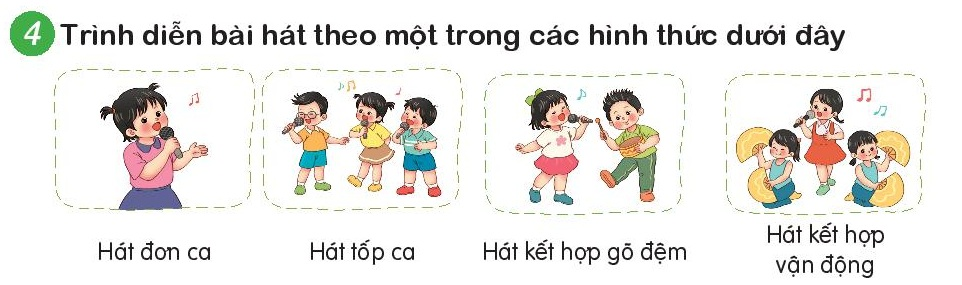 4 Trình diễn bài hát theo một trong các hình thức dưới đây
Hát đơn ca
Hát tốp ca
Hát kết hợp gõ đệm
Hát kết hợp
vận động